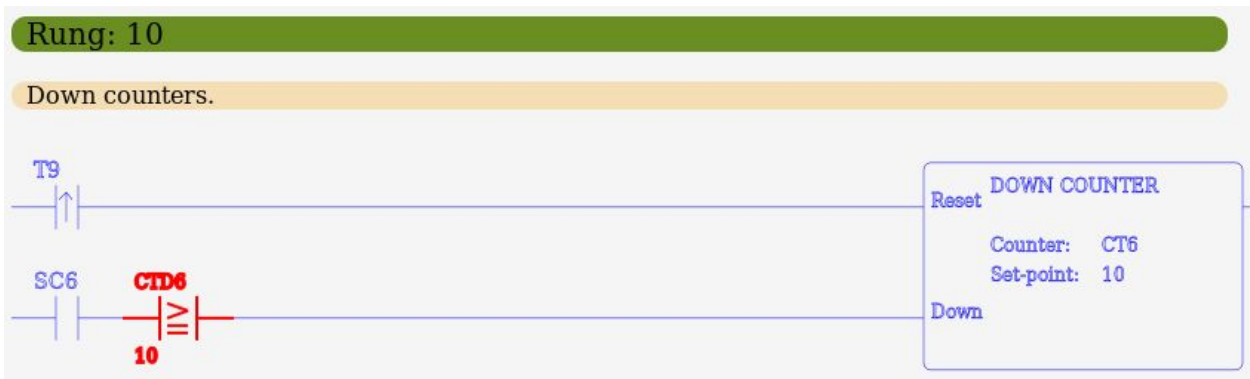 Rung: 10
Down counters.
T9
Reset
DOWN COUNTER
Counter: CT6
Set-point: 10
SC6
CTD6
10
Down